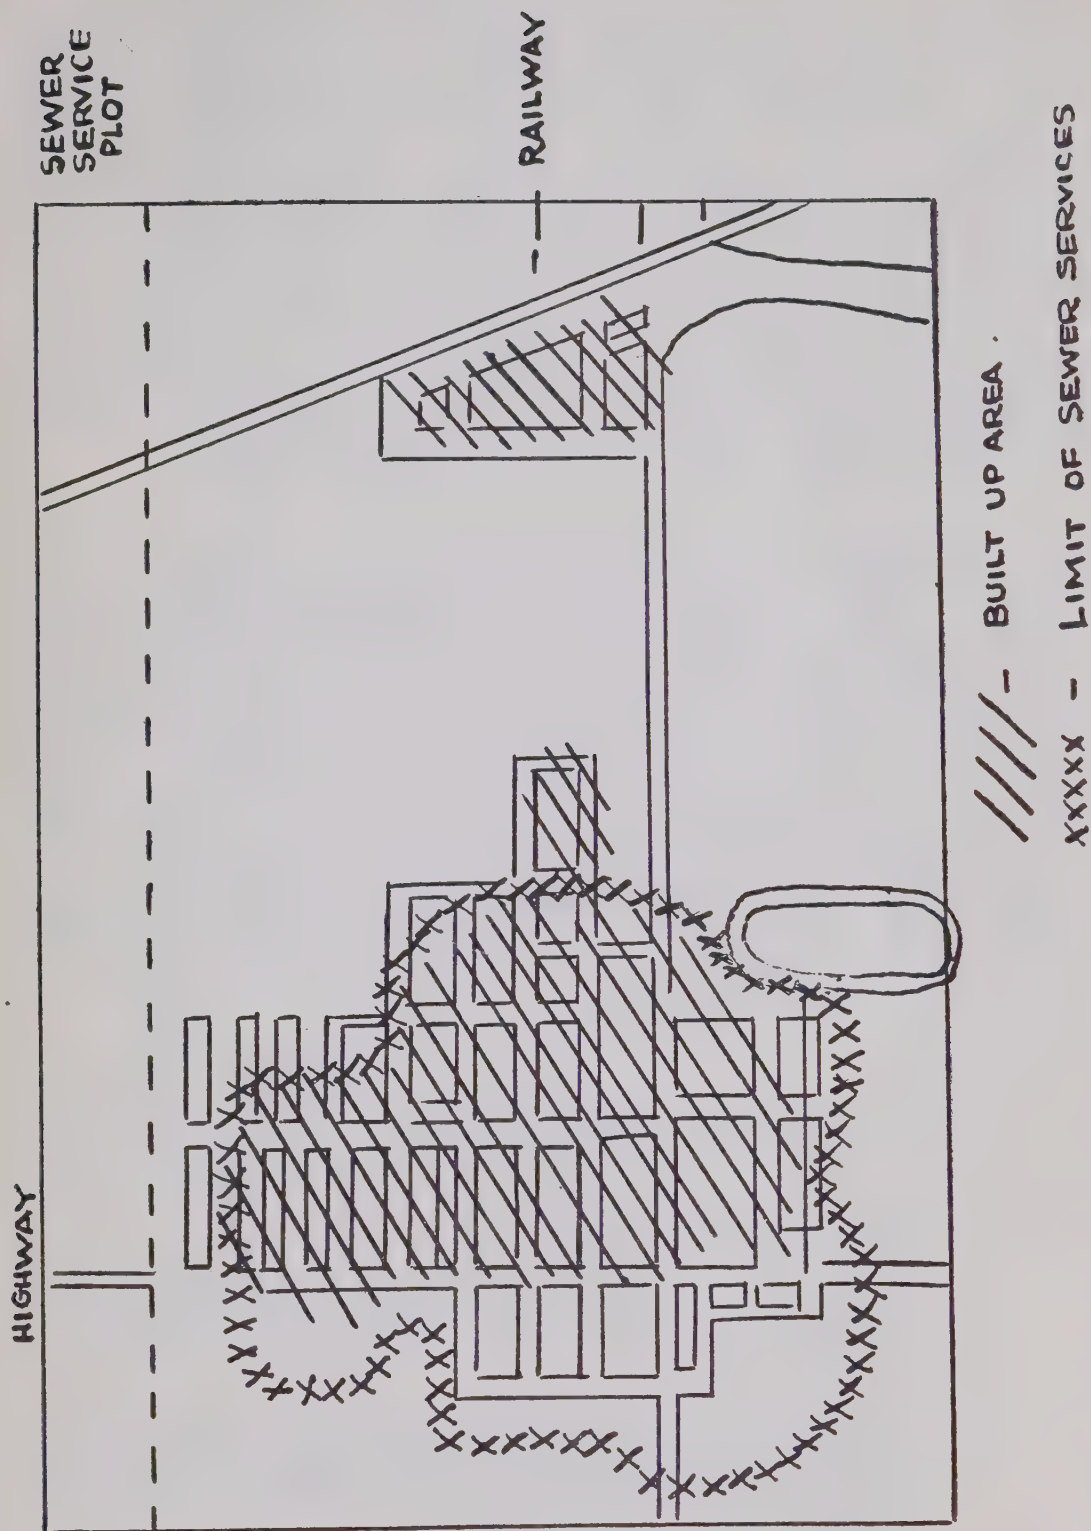 SEWER
SERVICE
PLOT
RAILWAY
HIGHWAY
//// - BUILT UP AREA.
XXXXX - LIMIT OF SEWER SERVICES